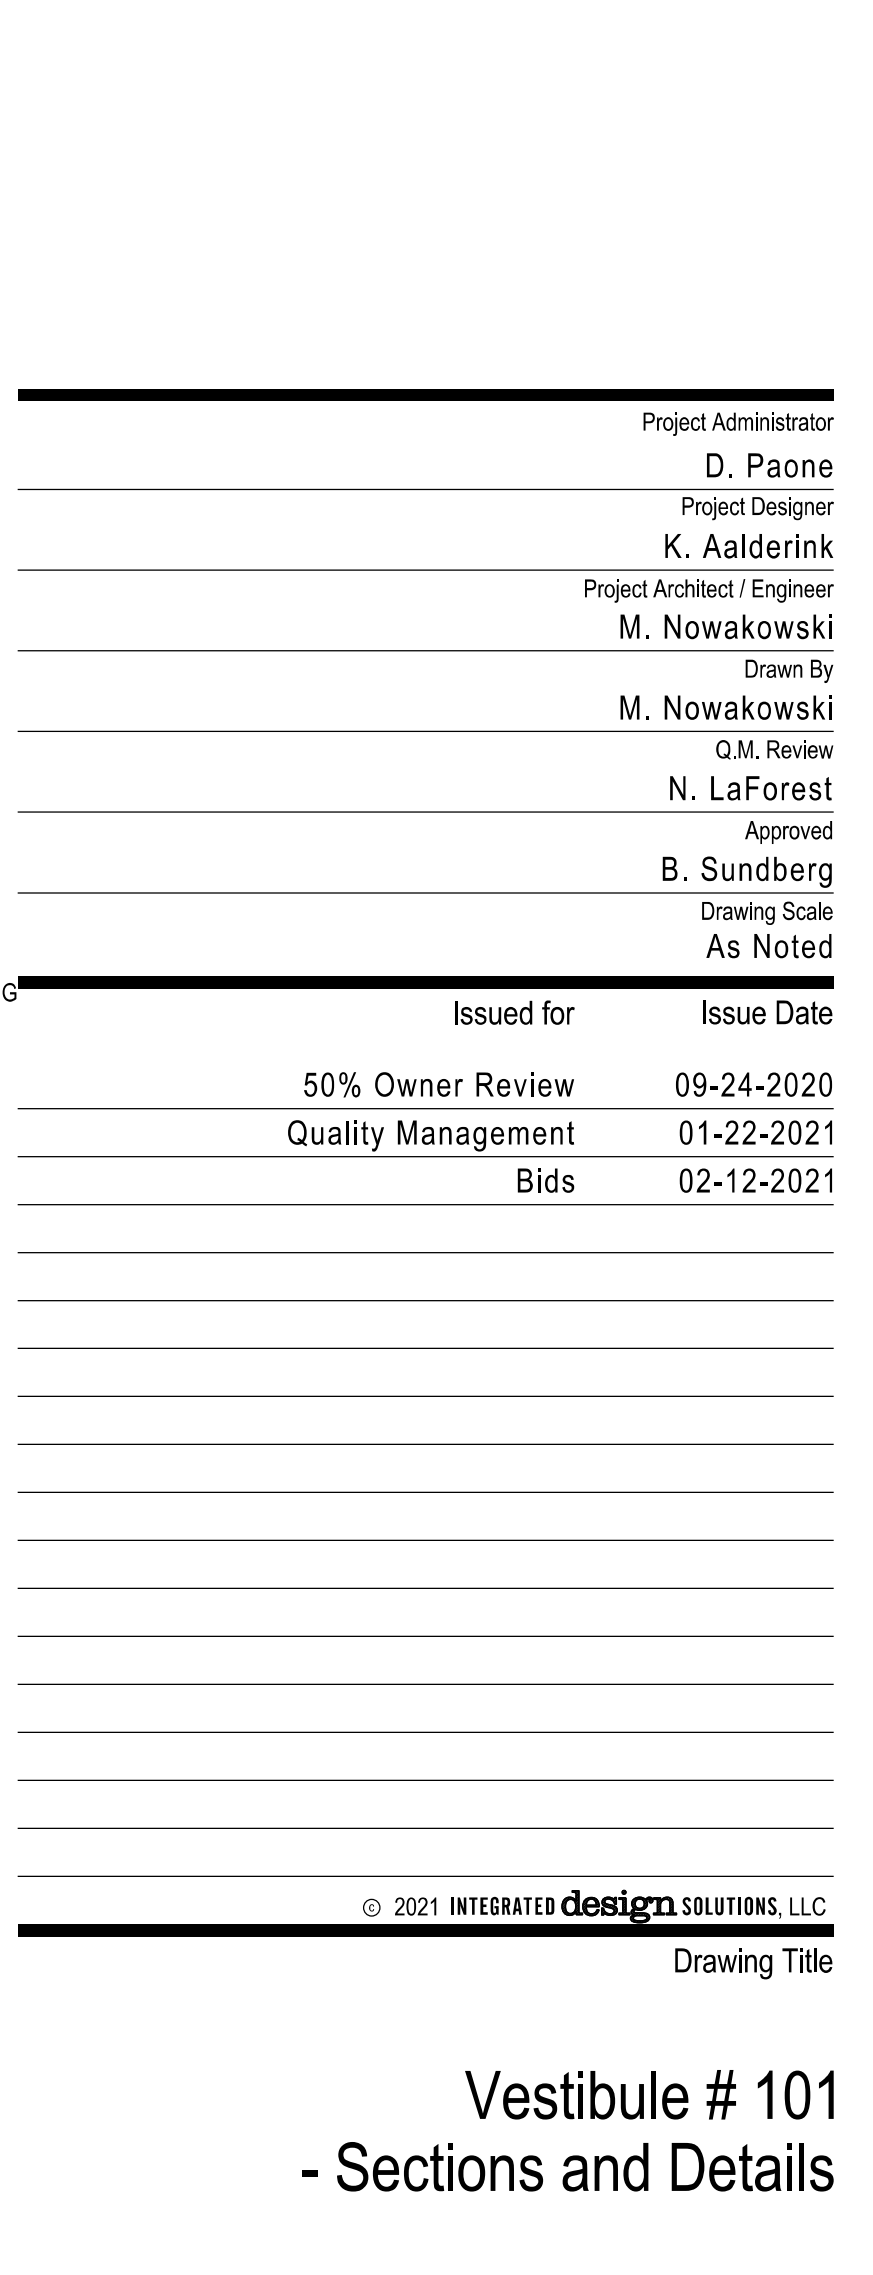 Project Administrator
D. Paone
Project Designer
K. Aalderink
Project Architect / Engineer
M. Nowakowski
Drawn By
M. Nowakowski
Q.M. Review
N. LaForest
Approved
B. Sundberg
Drawing Scale
As Noted
G
Issued for Issue Date
50% Owner Review 09-24-2020
Quality Management 01-22-2021
Bids 02-12-2021
© 2021 INTEGRATED design SOLUTIONS, LLC
Drawing Title
Vestibule # 101
- Sections and Details